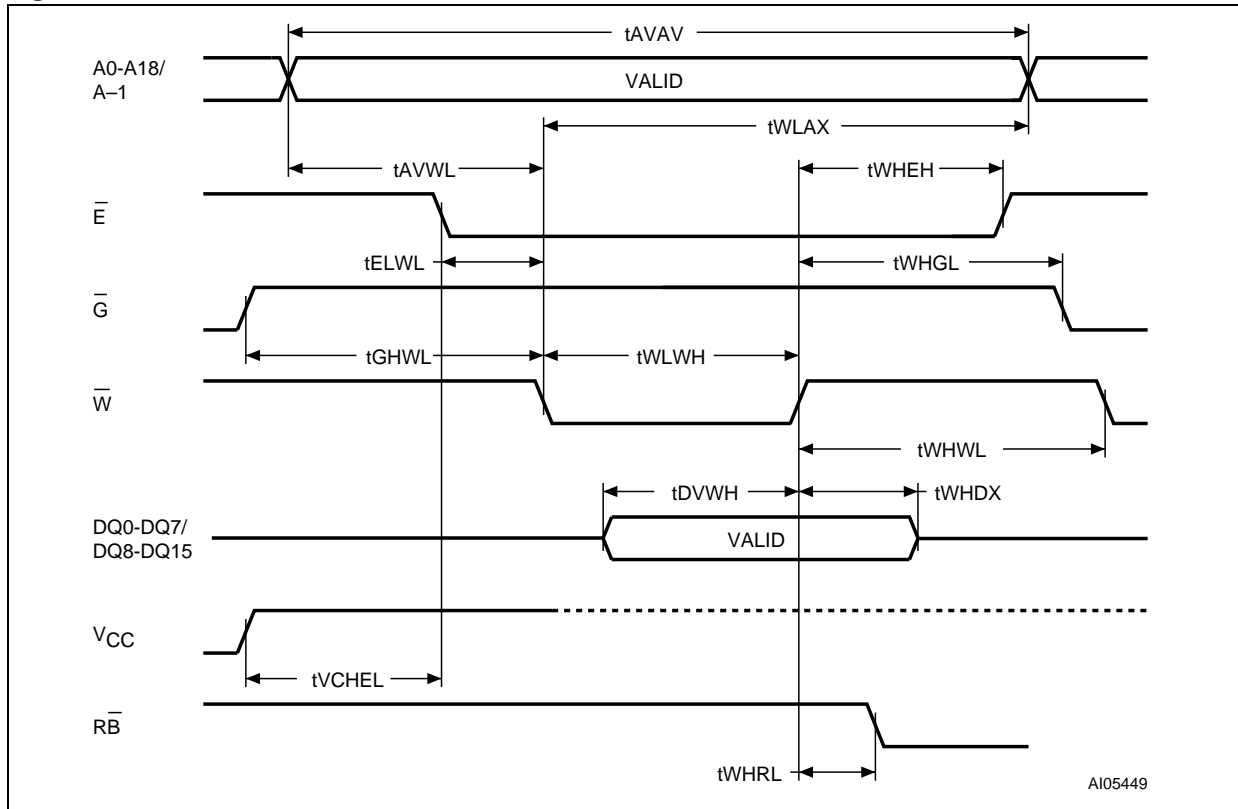 tAVAV
A0-A18/
A–1
VALID
tWLAX
tAVWL
tWHEH
E̅
tELWL
tWHGL
G̅
tGHWL
tWLWH
W̅
tWHWL
tDVWH
tWHDX
DQ0-DQ7/
DQ8-DQ15
VALID
VCC
tVCHEL
RB̅
tWHRL
AI05449